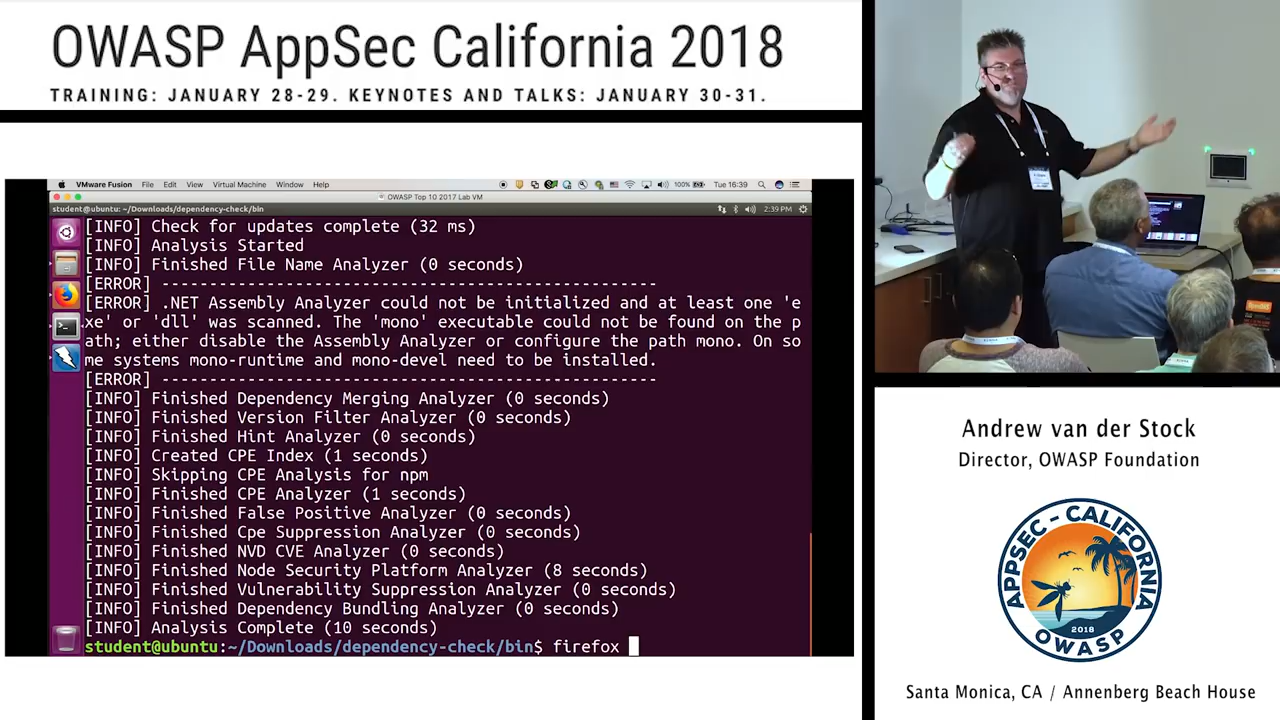 OWASP AppSec California 2018
TRAINING: JANUARY 28-29. KEYNOTES AND TALKS: JANUARY 30-31.
VMware Fusion File Edit View Virtual Machine Window Help 100% Tue 16:39
OWASP Top 10 2017 Lab VM
student@ubuntu: ~/Downloads/dependency-check/bin 2:39 PM
[INFO] Check for updates complete (32 ms)
[INFO] Analysis Started
[INFO] Finished File Name Analyzer (0 seconds)
[ERROR] ----------------------------------------------------
[ERROR] .NET Assembly Analyzer could not be initialized and at least one 'e
xe' or 'dll' was scanned. The 'mono' executable could not be found on the p
ath; either disable the Assembly Analyzer or configure the path mono. On so
me systems mono-runtime and mono-devel need to be installed.
[ERROR] ----------------------------------------------------
[INFO] Finished Dependency Merging Analyzer (0 seconds)
[INFO] Finished Version Filter Analyzer (0 seconds)
[INFO] Finished Hint Analyzer (0 seconds)
[INFO] Created CPE Index (1 seconds)
[INFO] Skipping CPE Analysis for npm
[INFO] Finished CPE Analyzer (1 seconds)
[INFO] Finished False Positive Analyzer (0 seconds)
[INFO] Finished Cpe Suppression Analyzer (0 seconds)
[INFO] Finished NVD CVE Analyzer (0 seconds)
[INFO] Finished Node Security Platform Analyzer (8 seconds)
[INFO] Finished Vulnerability Suppression Analyzer (0 seconds)
[INFO] Finished Dependency Bundling Analyzer (0 seconds)
[INFO] Analysis Complete (10 seconds)
student@ubuntu:~/Downloads/dependency-check/bin$ firefox
Andrew van der Stock
Director, OWASP Foundation
APPSEC - CALIFORNIA
2018
OWASP
Santa Monica, CA / Annenberg Beach House